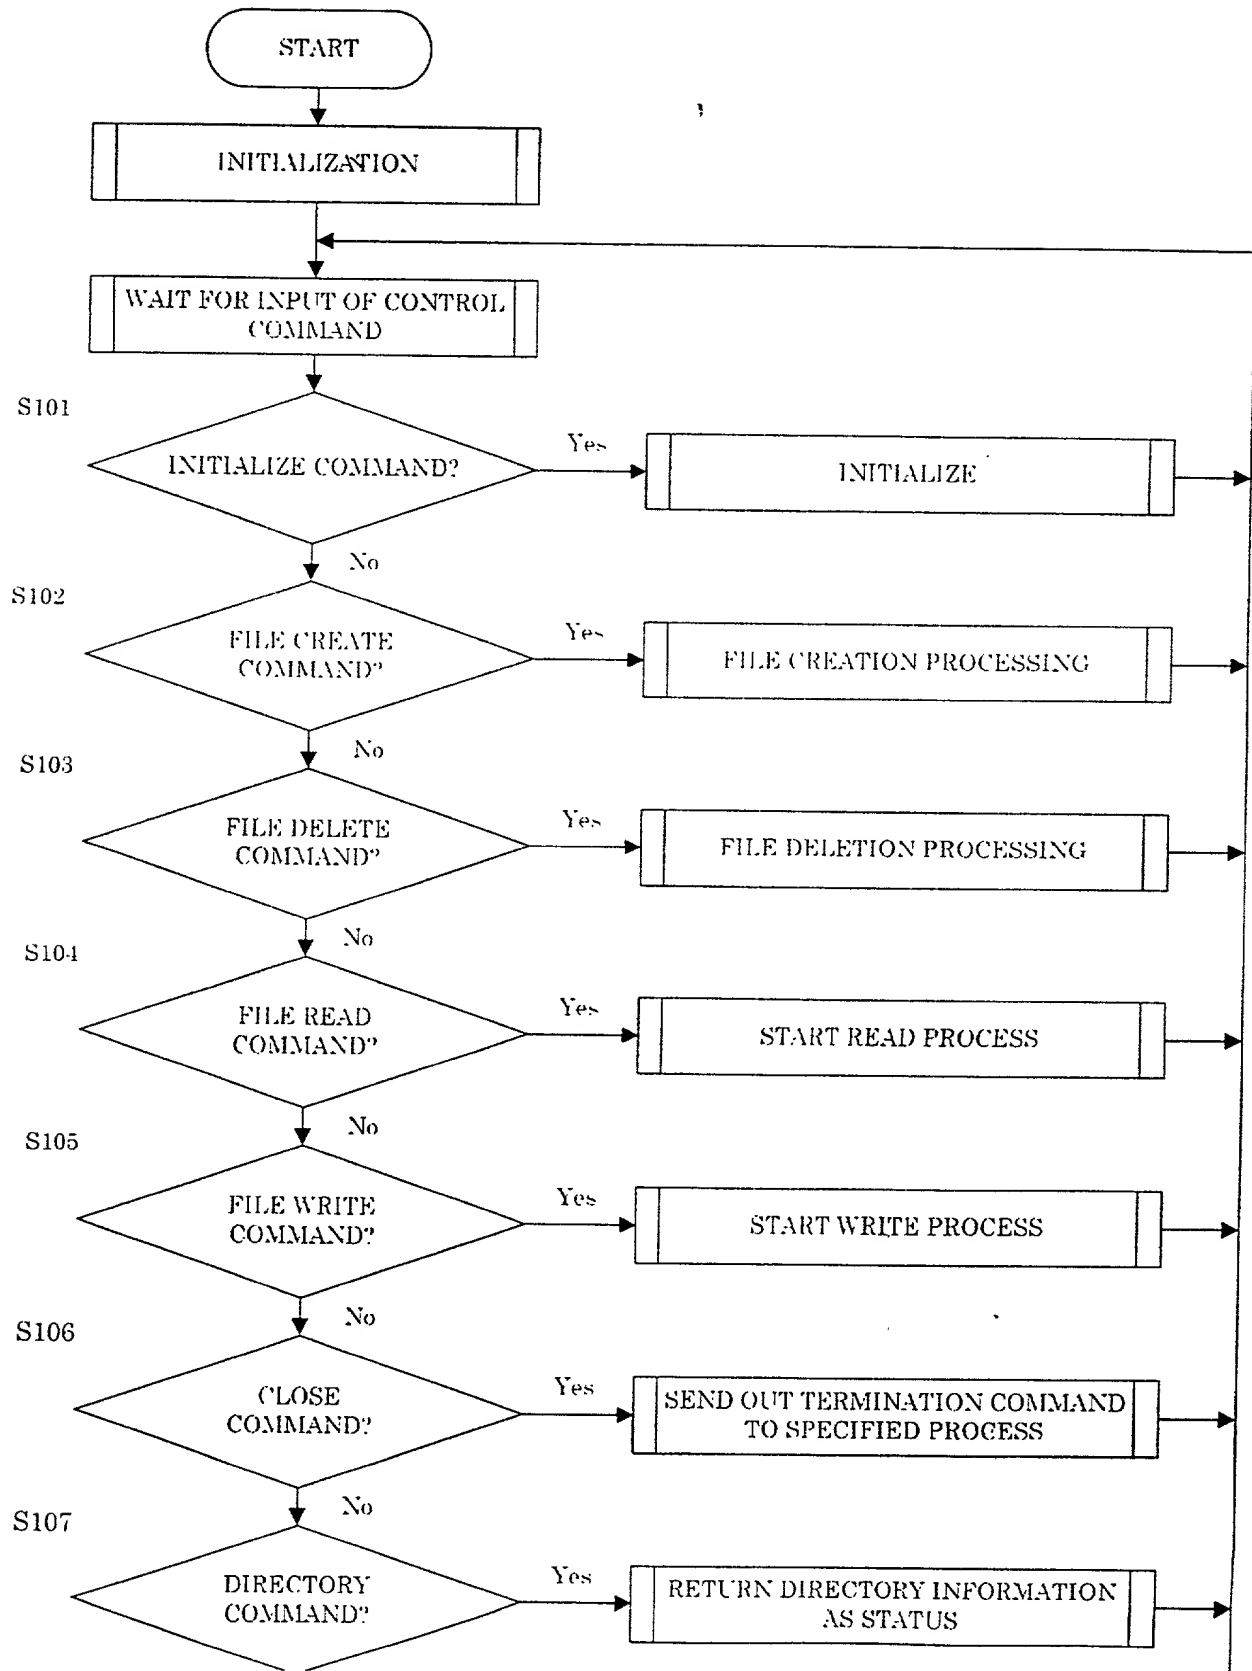 START
INITIALIZATION
WAIT FOR INPUT OF CONTROL
COMMAND
S101
INITIALIZE COMMAND?
Yes
INITIALIZE
No
S102
FILE CREATE
COMMAND?
Yes
FILE CREATION PROCESSING
No
S103
FILE DELETE
COMMAND?
Yes
FILE DELETION PROCESSING
No
S104
FILE READ
COMMAND?
Yes
START READ PROCESS
No
S105
FILE WRITE
COMMAND?
Yes
START WRITE PROCESS
No
S106
CLOSE
COMMAND?
Yes
SEND OUT TERMINATION COMMAND
TO SPECIFIED PROCESS
No
S107
DIRECTORY
COMMAND?
Yes
RETURN DIRECTORY INFORMATION
AS STATUS